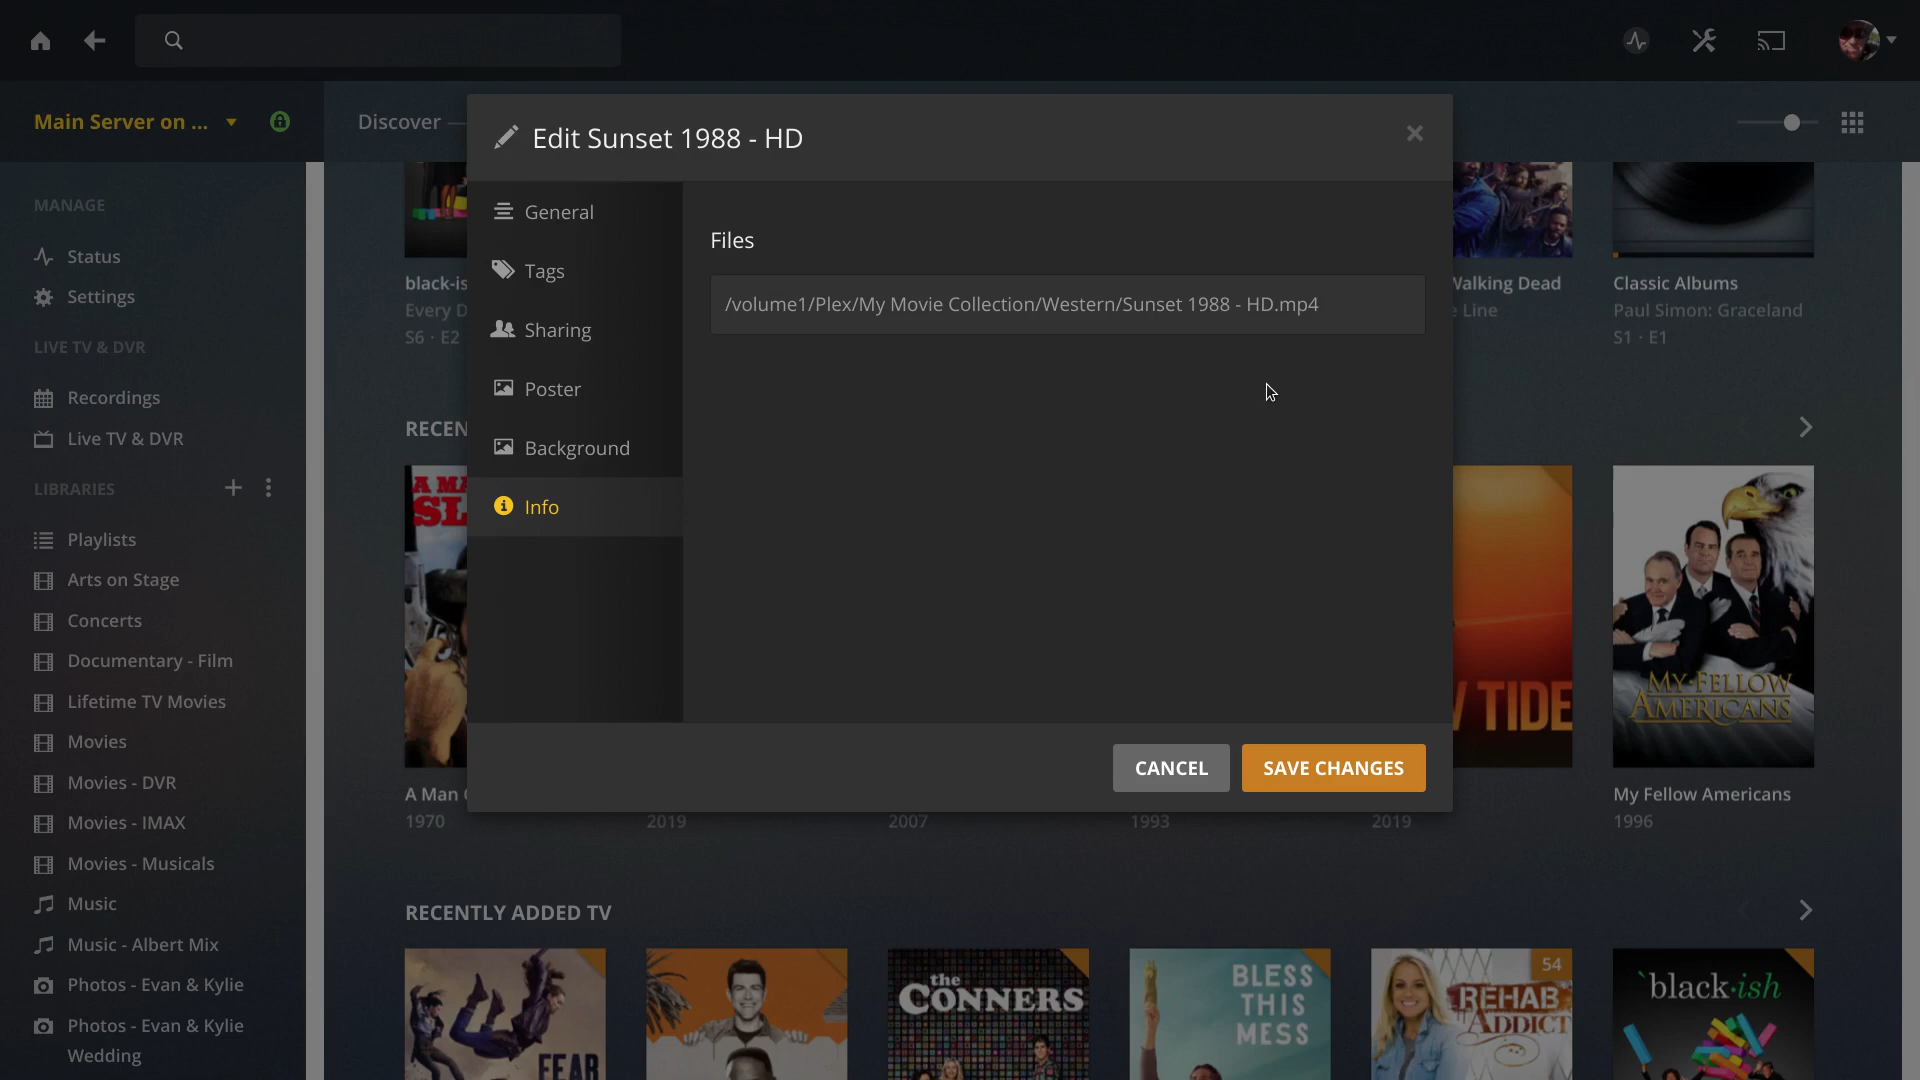 Main Server on ...
Discover
Edit Sunset 1988 - HD
MANAGE
Status
Settings
LIVE TV & DVR
Recordings
Live TV & DVR
LIBRARIES
Playlists
Arts on Stage
Concerts
Documentary - Film
Lifetime TV Movies
Movies
Movies - DVR
Movies - IMAX
Movies - Musicals
Music
Music - Albert Mix
Photos - Evan & Kylie
Photos - Evan & Kylie
Wedding
General
Tags
Sharing
Poster
Background
Info
Files
/volume1/Plex/My Movie Collection/Western/Sunset 1988 - HD.mp4
CANCEL
SAVE CHANGES
black-is
Every D
S6 · E2
Walking Dead
e Line
Classic Albums
Paul Simon: Graceland
S1 · E1
RECEN
A MA
SL
TIDE
MY FELLOW
AMERICANS
A Man
1970
2019
2007
1993
2019
My Fellow Americans
1996
RECENTLY ADDED TV
FEAR
the
CONNERS
BLESS
THIS
MESS
54
REHAB
ADDICT
`black·ish